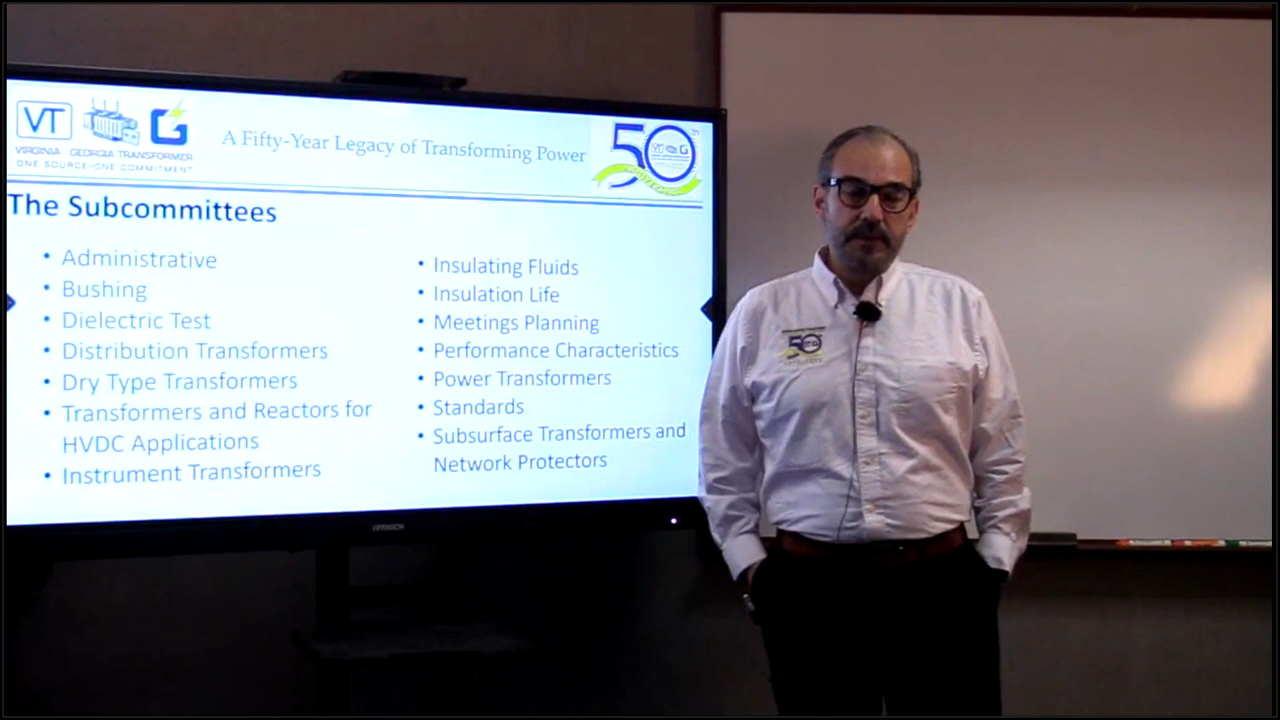 VT
G
VIRGINIA - GEORGIA TRANSFORMER
ONE SOURCE-ONE COMMITMENT
A Fifty-Year Legacy of Transforming Power
50TH
VT
G
The Subcommittees
• Administrative
• Bushing
• Dielectric Test
• Distribution Transformers
• Dry Type Transformers
• Transformers and Reactors for
HVDC Applications
• Instrument Transformers
• Insulating Fluids
• Insulation Life
• Meetings Planning
• Performance Characteristics
• Power Transformers
• Standards
• Subsurface Transformers and
Network Protectors
50